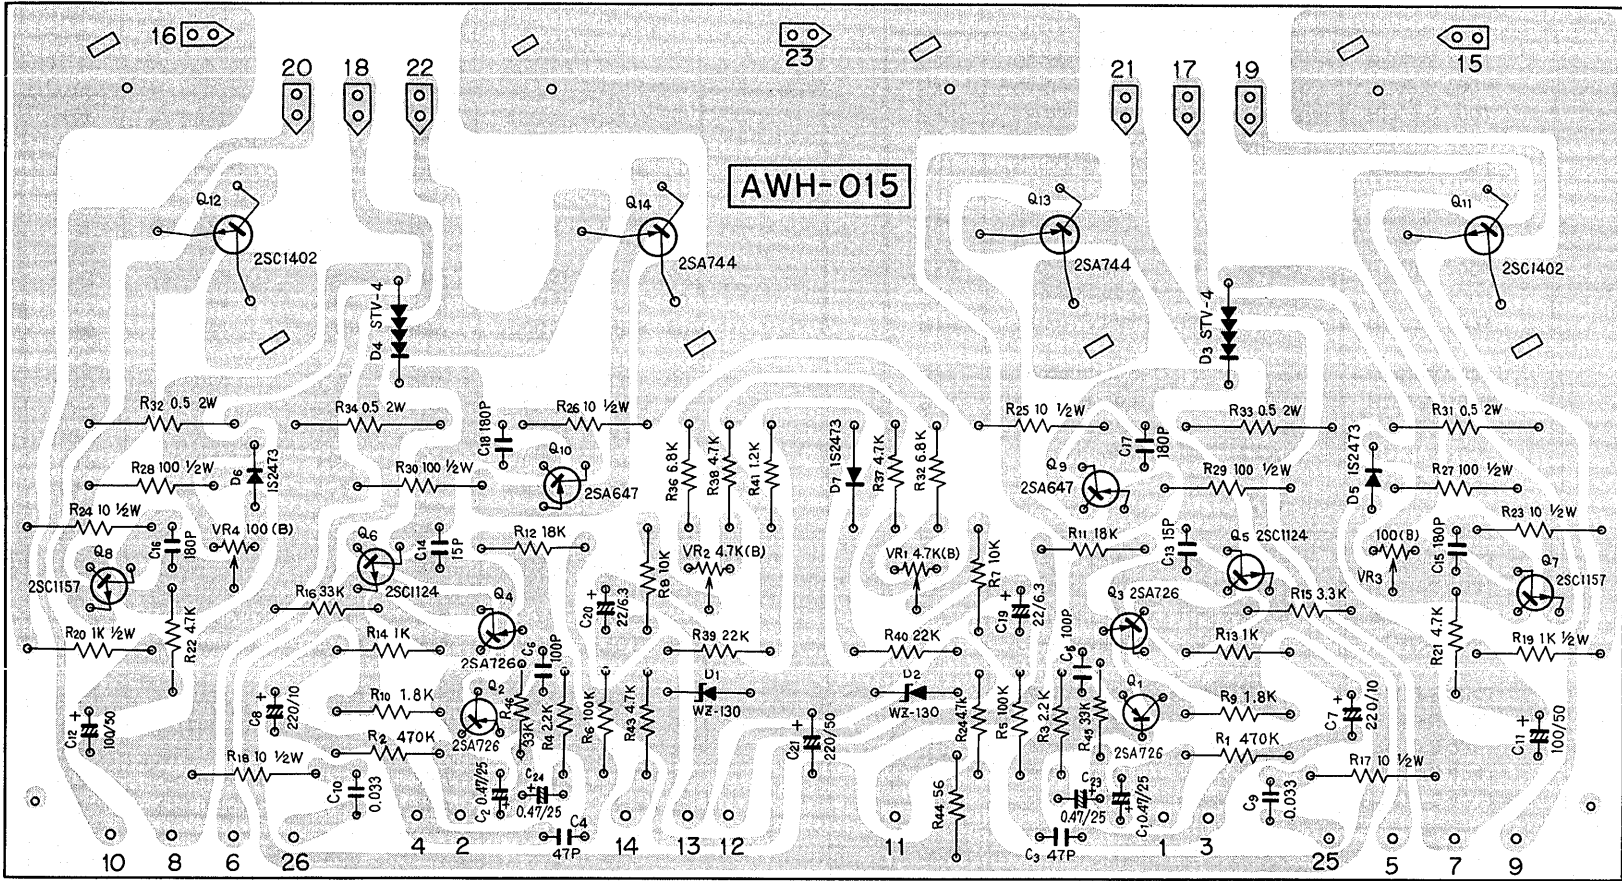 16
23
15
20 18 22
21 17 19
AWH-015
Q12
2SC1402
Q14
2SA744
Q13
2SA744
Q11
2SC1402
D4 STV-4
D3 STV-4
R32 0.5 2W
R34 0.5 2W
C18 180P
R26 10 ½W
R25 10 ½W
C17 180P
R33 0.5 2W
R31 0.5 2W
R28 100 ½W
D6 1S2473
R30 100 ½W
Q10
2SA647
R36 6.8K
R38 4.7K
R41 1.2K
D7 1S2473
R37 4.7K
R32 6.8K
Q9
2SA647
R29 100 ½W
D5 1S2473
R27 100 ½W
R24 10 ½W
C16 180P
VR4 100 (B)
Q6
2SC1124
C14 15P
R12 18K
R8 10K
VR2 4.7K(B)
VR1 4.7K(B)
R7 10K
R11 18K
C13 15P
Q5 2SC1124
100(B)
VR3
C15 180P
R23 10 ½W
Q8
2SC1157
Q7
2SC1157
R16 33K
Q4
2SA726
C20 22/6.3
C19 22/6.3
Q3 2SA726
R15 3.3K
R20 1K ½W
R22 4.7K
R14 1K
C6 100P
R39 22K
R40 22K
C5 100P
R13 1K
R21 4.7K
R19 1K ½W
C12 100/50
C8 220/10
R10 1.8K
Q2
2SA726
R46 33K
R4 2.2K
R6 100K
R43 4.7K
D1
WZ-130
C21 220/50
D2
WZ-130
R24 47K
R5 100K
R3 2.2K
R45 33K
Q1
2SA726
R9 1.8K
C7 220/10
C11 100/50
R2 470K
R1 470K
R18 10 ½W
C10 0.033
C2 0.47/25
C24
0.47/25
C4
47P
R44 56
C23
0.47/25
C3 47P
C1 0.47/25
C9 0.033
R17 10 ½W
10 8 6 26 4 2 14 13 12 11 1 3 25 5 7 9